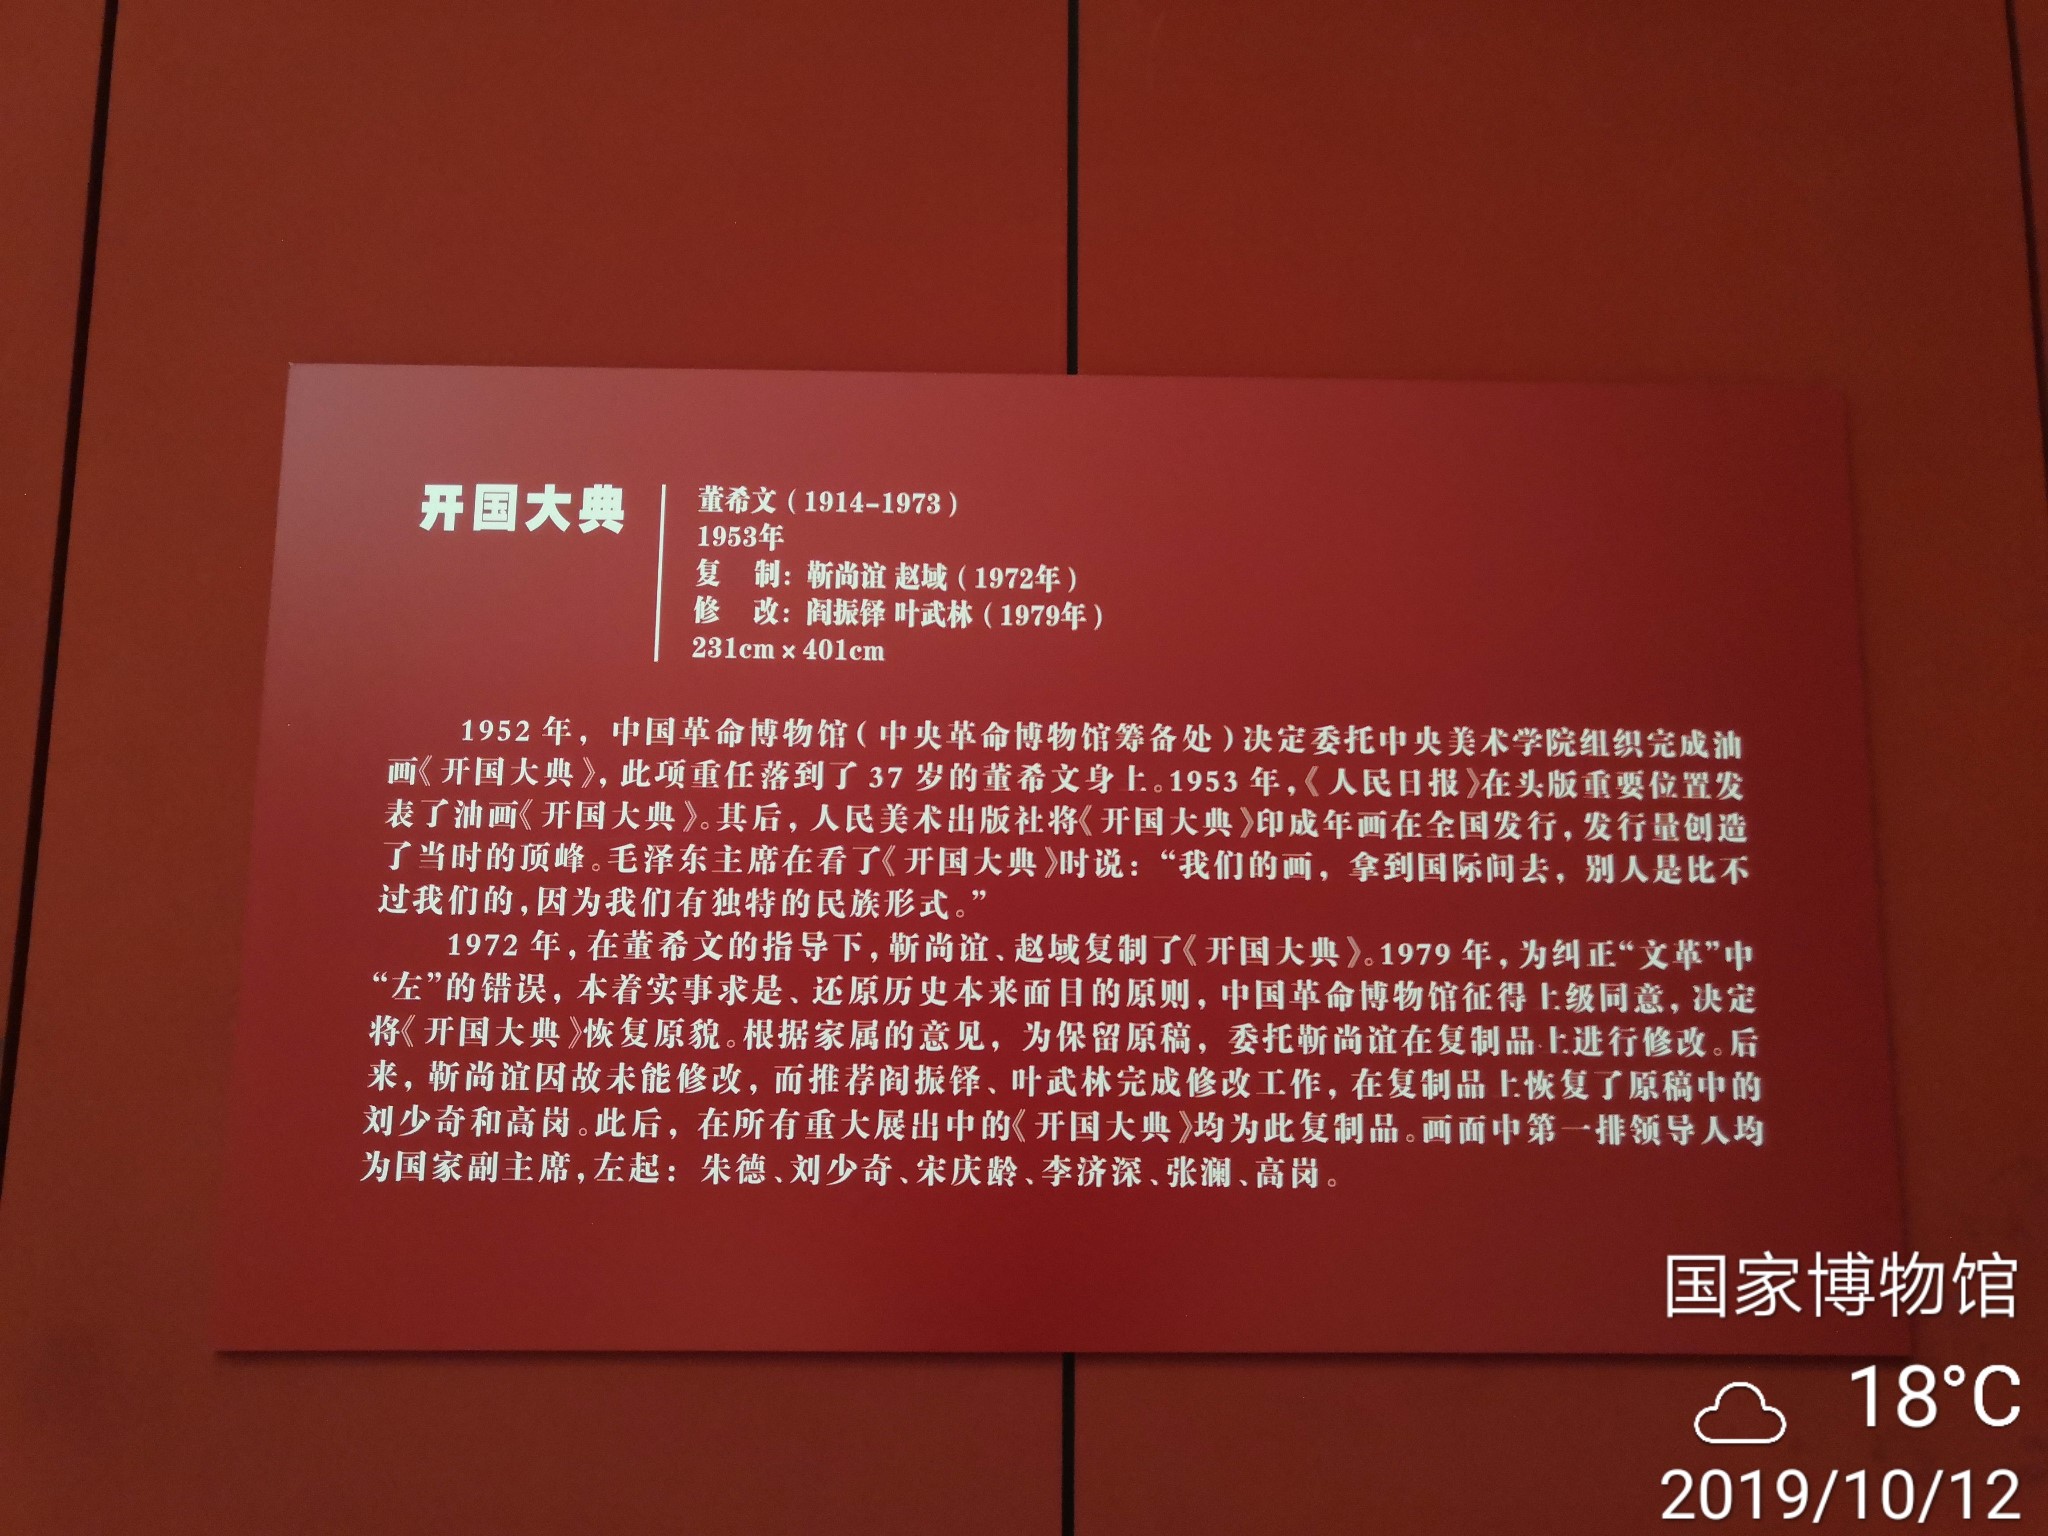 开国大典
董希文（1914-1973）
1953年
复　制：靳尚谊 赵域（1972年）
修　改：阎振铎 叶武林（1979年）
231cm×401cm
1952 年，中国革命博物馆（中央革命博物馆筹备处）决定委托中央美术学院组织完成油
画《开国大典》，此项重任落到了 37 岁的董希文身上。1953 年，《人民日报》在头版重要位置发
表了油画《开国大典》。其后，人民美术出版社将《开国大典》印成年画在全国发行，发行量创造
了当时的顶峰。毛泽东主席在看了《开国大典》时说：“我们的画，拿到国际间去，别人是比不
过我们的，因为我们有独特的民族形式。”
1972 年，在董希文的指导下，靳尚谊、赵域复制了《开国大典》。1979 年，为纠正“文革”中
“左”的错误，本着实事求是、还原历史本来面目的原则，中国革命博物馆征得上级同意，决定
将《开国大典》恢复原貌。根据家属的意见，为保留原稿，委托靳尚谊在复制品上进行修改。后
来，靳尚谊因故未能修改，而推荐阎振铎、叶武林完成修改工作，在复制品上恢复了原稿中的
刘少奇和高岗。此后，在所有重大展出中的《开国大典》均为此复制品。画面中第一排领导人均
为国家副主席，左起：朱德、刘少奇、宋庆龄、李济深、张澜、高岗。
国家博物馆
18°C
2019/10/12